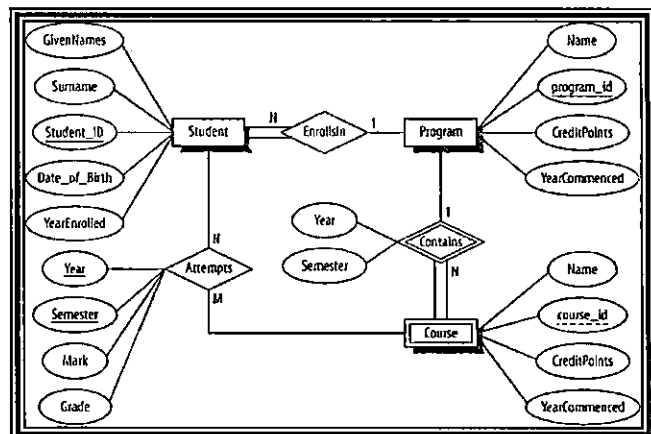 GivenNames
Surname
Student_ID
Date_of_Birth
YearEnrolled
Student
N
EnrollsIn
1
Program
Name
program_id
CreditPoints
YearCommenced
Year
Semester
1
Contains
N
Year
Semester
Mark
Grade
N
Attempts
M
Course
Name
course_id
CreditPoints
YearCommenced